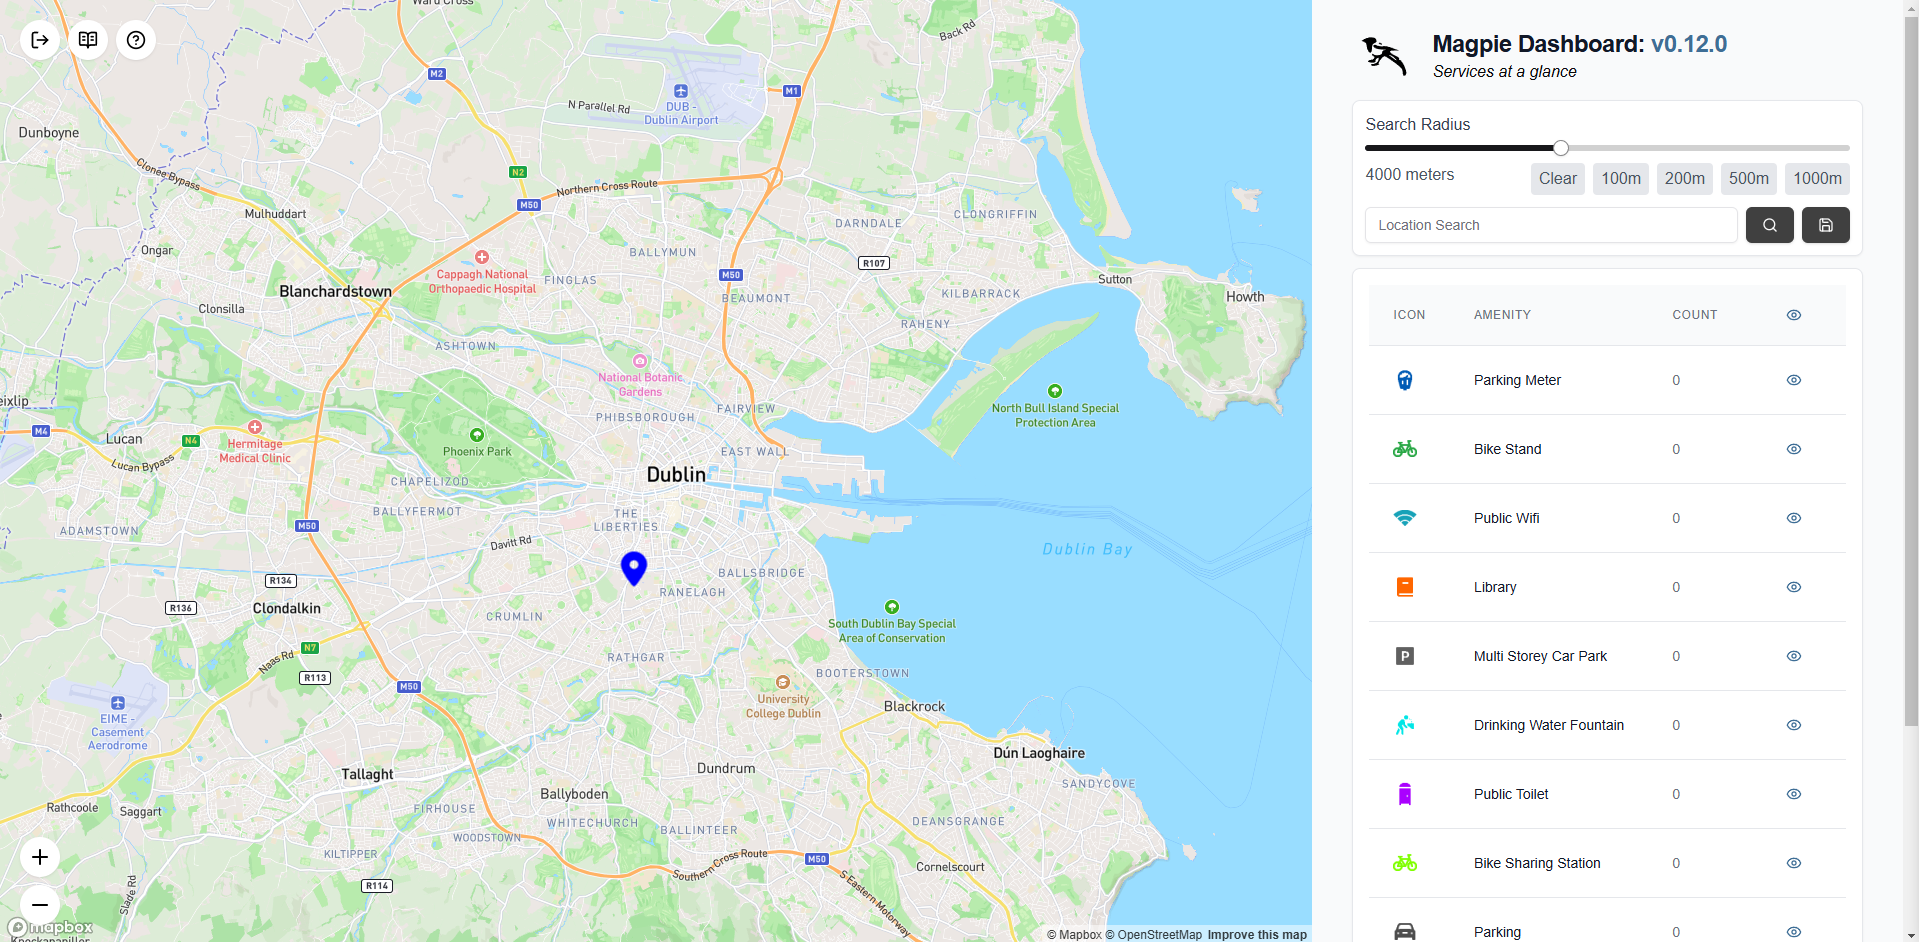 Ward Cross
Back Rd
M2
M1
N Parallel Rd
DUB -
Dublin Airport
Dunboyne
Clonee Bypass
N2
Northern Cross Route
M50
Mulhuddart
CLONGRIFFIN
DARNDALE
Ongar
BALLYMUN
R107
Cappagh National
Orthopaedic Hospital
FINGLAS
M50
Sutton
Blanchardstown
BEAUMONT
KILBARRACK
Howth
Clonsilla
RAHENY
ASHTOWN
National Botanic
Gardens
North Bull Island Special
Protection Area
eixlip
PHIBSBOROUGH
FAIRVIEW
M4
Lucan
N4
Hermitage
Medical Clinic
Phoenix Park
EAST WALL
Lucan Bypass
Dublin
CHAPELIZOD
BALLYFERMOT
THE
LIBERTIES
ADAMSTOWN
M50
Davitt Rd
Dublin Bay
R134
BALLSBRIDGE
RANELAGH
R136
Clondalkin
CRUMLIN
South Dublin Bay Special
Area of Conservation
N7
Naas Rd
RATHGAR
R113
BOOTERSTOWN
M50
University
College Dublin
EIME -
Casement
Aerodrome
Blackrock
Dún Laoghaire
Tallaght
Dundrum
SANDYCOVE
Rathcoole
Saggart
Ballyboden
FIRHOUSE
WHITECHURCH
BALLINTEER
DEANSGRANGE
WOODSTOWN
KILTIPPER
Southern Cross Route
M50
Cornelscourt
R114
Slade Rd
S Eastern Motorway
mapbox
Knockananiller
© Mapbox © OpenStreetMap Improve this map
Magpie Dashboard: v0.12.0
Services at a glance
Search Radius
4000 meters
Clear 100m 200m 500m 1000m
Location Search
ICON AMENITY COUNT
Parking Meter 0
Bike Stand 0
Public Wifi 0
Library 0
P Multi Storey Car Park 0
Drinking Water Fountain 0
Public Toilet 0
Bike Sharing Station 0
Parking 0